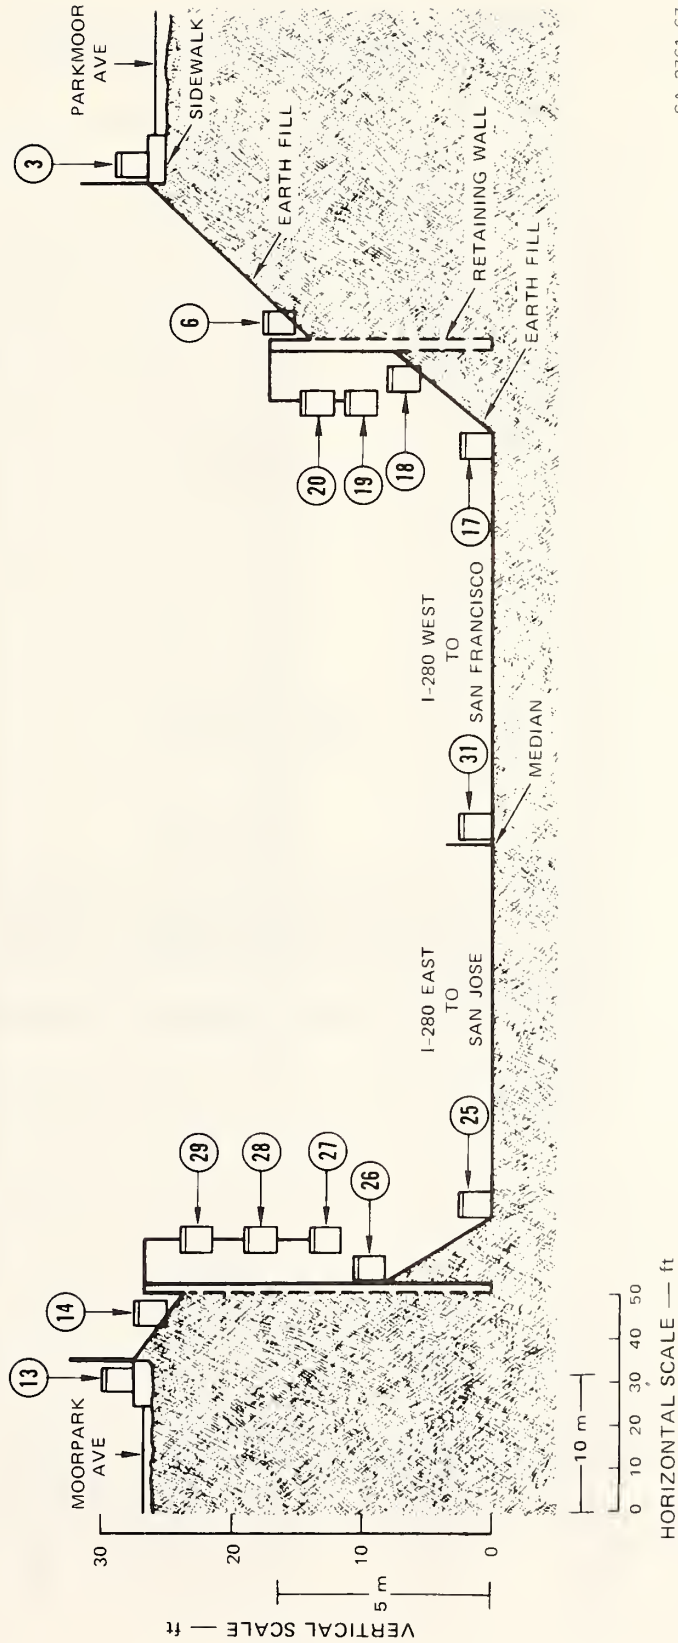 PARKMOOR
AVE
SIDEWALK
3
EARTH FILL
6
RETAINING WALL
EARTH FILL
20
19
18
17
I-280 WEST
TO
SAN FRANCISCO
31
MEDIAN
I-280 EAST
TO
SAN JOSE
29
28
27
26
25
14
13
MOORPARK
AVE
30
20
10
0
5 m
VERTICAL SCALE — ft
10 m
0 10 20 30 40 50
HORIZONTAL SCALE — ft